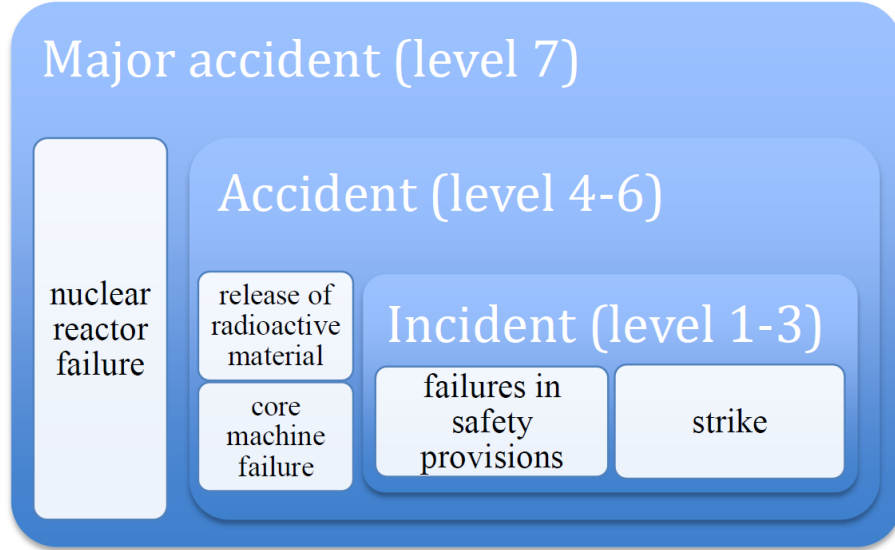 Major accident (level 7)
nuclear
reactor
failure
Accident (level 4-6)
release of
radioactive
material
core
machine
failure
Incident (level 1-3)
failures in
safety
provisions
strike